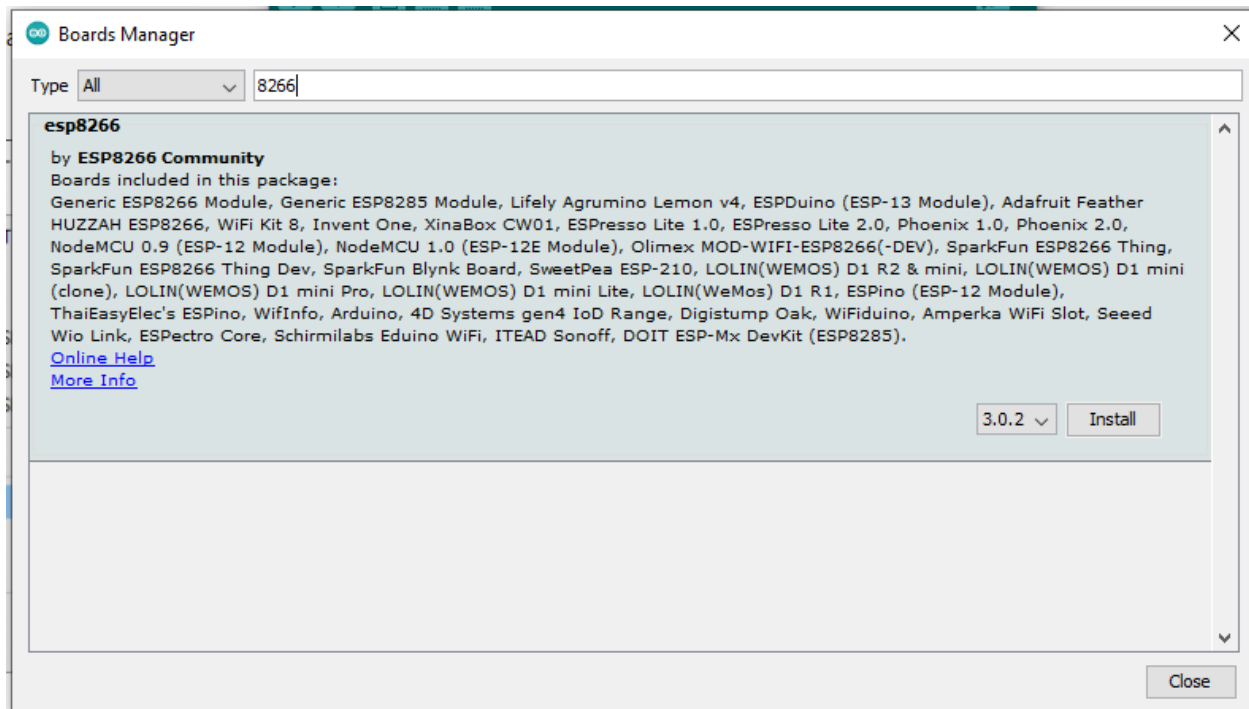 Boards Manager
Type All 8266
esp8266
by ESP8266 Community
Boards included in this package:
Generic ESP8266 Module, Generic ESP8285 Module, Lifely Agrumino Lemon v4, ESPDuino (ESP-13 Module), Adafruit Feather
HUZZAH ESP8266, WiFi Kit 8, Invent One, XinaBox CW01, ESPresso Lite 1.0, ESPresso Lite 2.0, Phoenix 1.0, Phoenix 2.0,
NodeMCU 0.9 (ESP-12 Module), NodeMCU 1.0 (ESP-12E Module), Olimex MOD-WIFI-ESP8266(-DEV), SparkFun ESP8266 Thing,
SparkFun ESP8266 Thing Dev, SparkFun Blynk Board, SweetPea ESP-210, LOLIN(WEMOS) D1 R2 & mini, LOLIN(WEMOS) D1 mini
(clone), LOLIN(WEMOS) D1 mini Pro, LOLIN(WEMOS) D1 mini Lite, LOLIN(WeMos) D1 R1, ESPino (ESP-12 Module),
ThaiEasyElec's ESPino, WifInfo, Arduino, 4D Systems gen4 IoD Range, Digistump Oak, WiFiduino, Amperka WiFi Slot, Seeed
Wio Link, ESPectro Core, Schirmilabs Eduino WiFi, ITEAD Sonoff, DOIT ESP-Mx DevKit (ESP8285).
Online Help
More Info
3.0.2 Install
Close